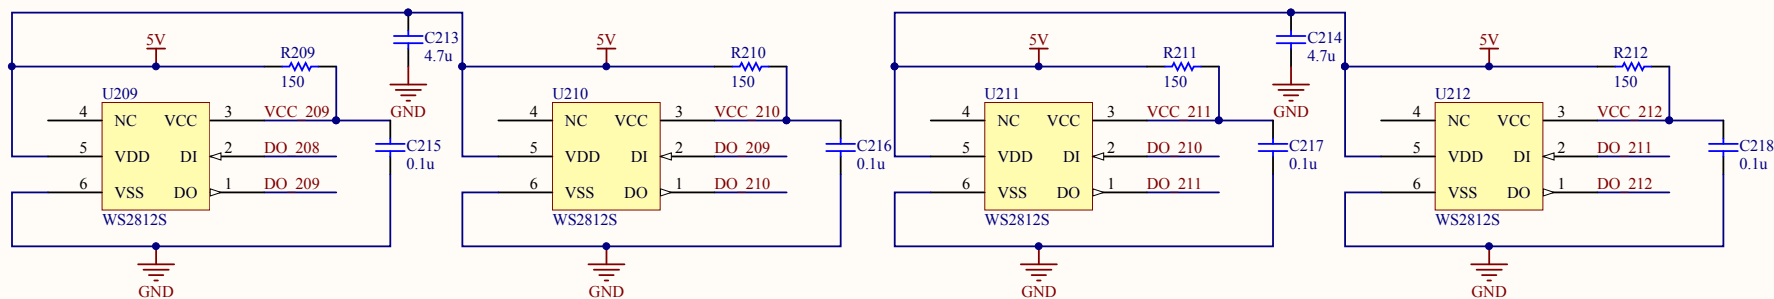 5V
R209
150
C213
4.7u
GND
U209
4 NC VCC 3 VCC_209
5 VDD DI 2 DO_208
6 VSS DO 1 DO_209
WS2812S
C215
0.1u
GND
5V
R210
150
U210
4 NC VCC 3 VCC_210
5 VDD DI 2 DO_209
6 VSS DO 1 DO_210
WS2812S
C216
0.1u
GND
5V
R211
150
C214
4.7u
GND
U211
4 NC VCC 3 VCC_211
5 VDD DI 2 DO_210
6 VSS DO 1 DO_211
WS2812S
C217
0.1u
GND
5V
R212
150
U212
4 NC VCC 3 VCC_212
5 VDD DI 2 DO_211
6 VSS DO 1 DO_212
WS2812S
C218
0.1u
GND